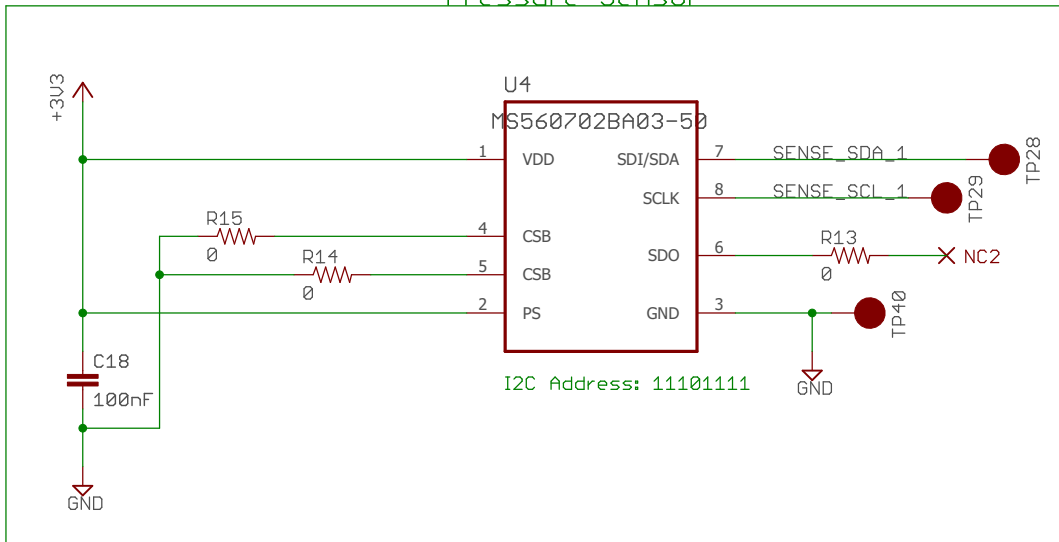 Pressure Sensor
+3V3
U4
MS560702BA03-50
1 VDD SDI/SDA 7 SENSE_SDA_1 TP28
SCLK 8 SENSE_SCL_1 TP29
R15
0
4 CSB
R14
0
5 CSB
SDO 6 R13 NC2
0
2 PS GND 3 TP40
C18
100nF
I2C Address: 11101111
GND
GND